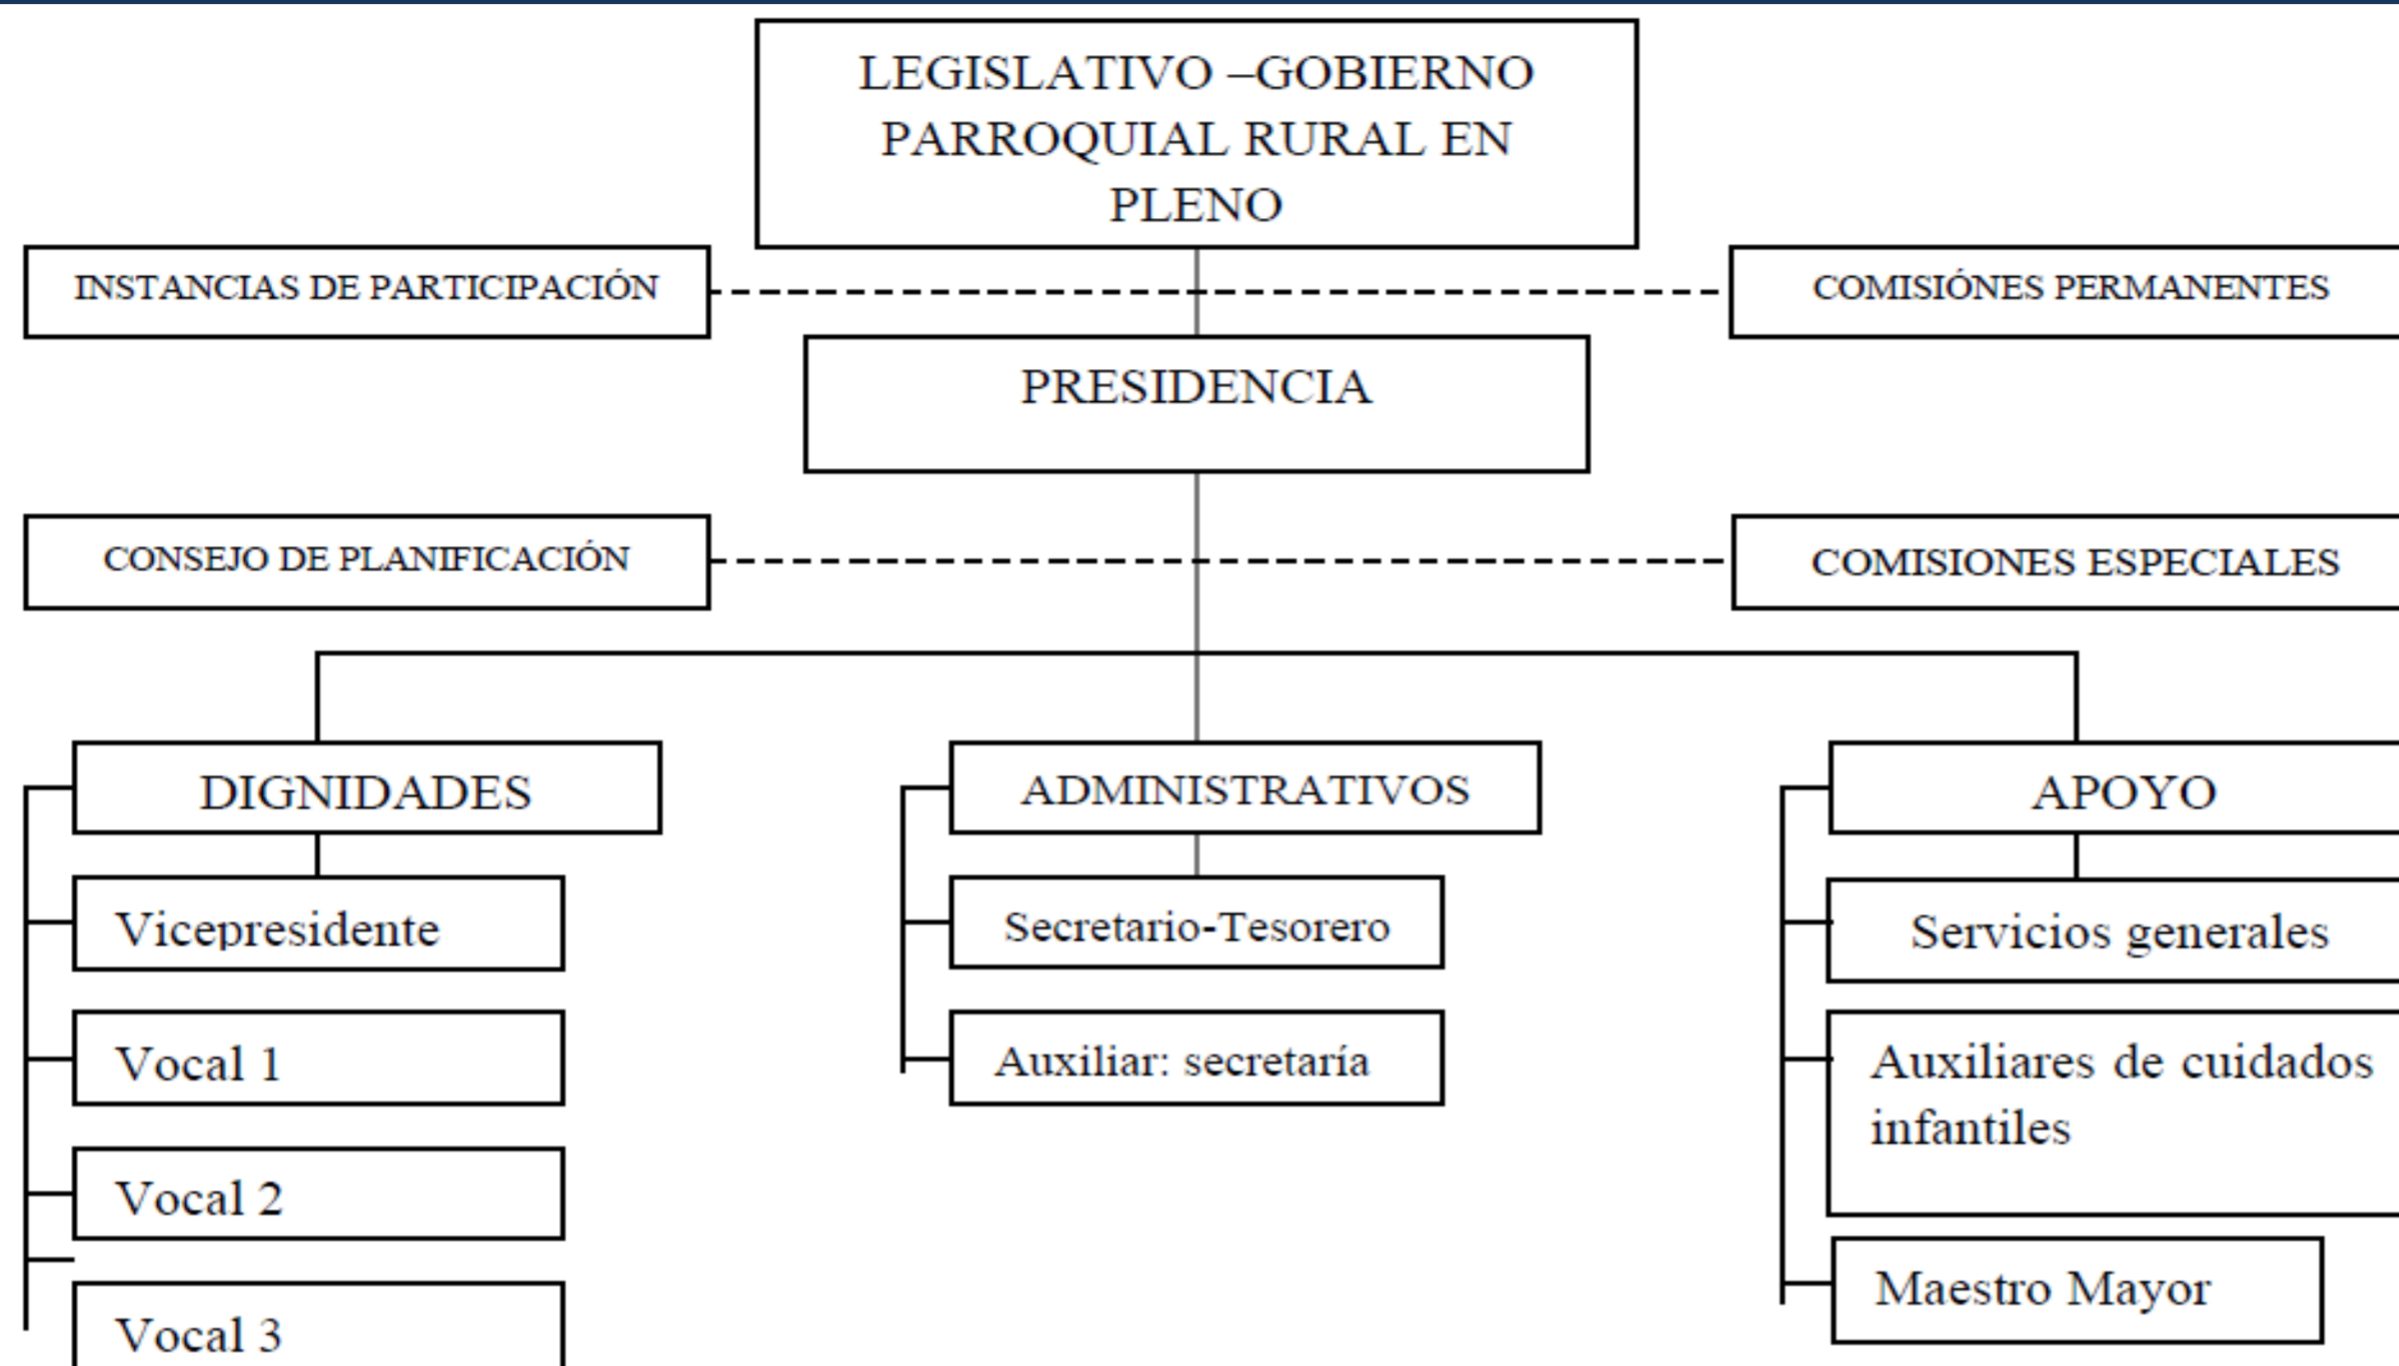 LEGISLATIVO –GOBIERNO
PARROQUIAL RURAL EN
PLENO
INSTANCIAS DE PARTICIPACIÓN
COMISIÓNES PERMANENTES
PRESIDENCIA
CONSEJO DE PLANIFICACIÓN
COMISIONES ESPECIALES
DIGNIDADES
ADMINISTRATIVOS
APOYO
Vicepresidente
Secretario-Tesorero
Servicios generales
Vocal 1
Auxiliar: secretaría
Auxiliares de cuidados
infantiles
Vocal 2
Maestro Mayor
Vocal 3